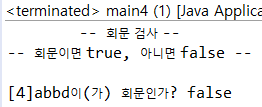 <terminated> main4 (1) [Java Applica
-- 회문 검사 --
-- 회문이면 true, 아니면 false --
[4]abbd이(가) 회문인가? false